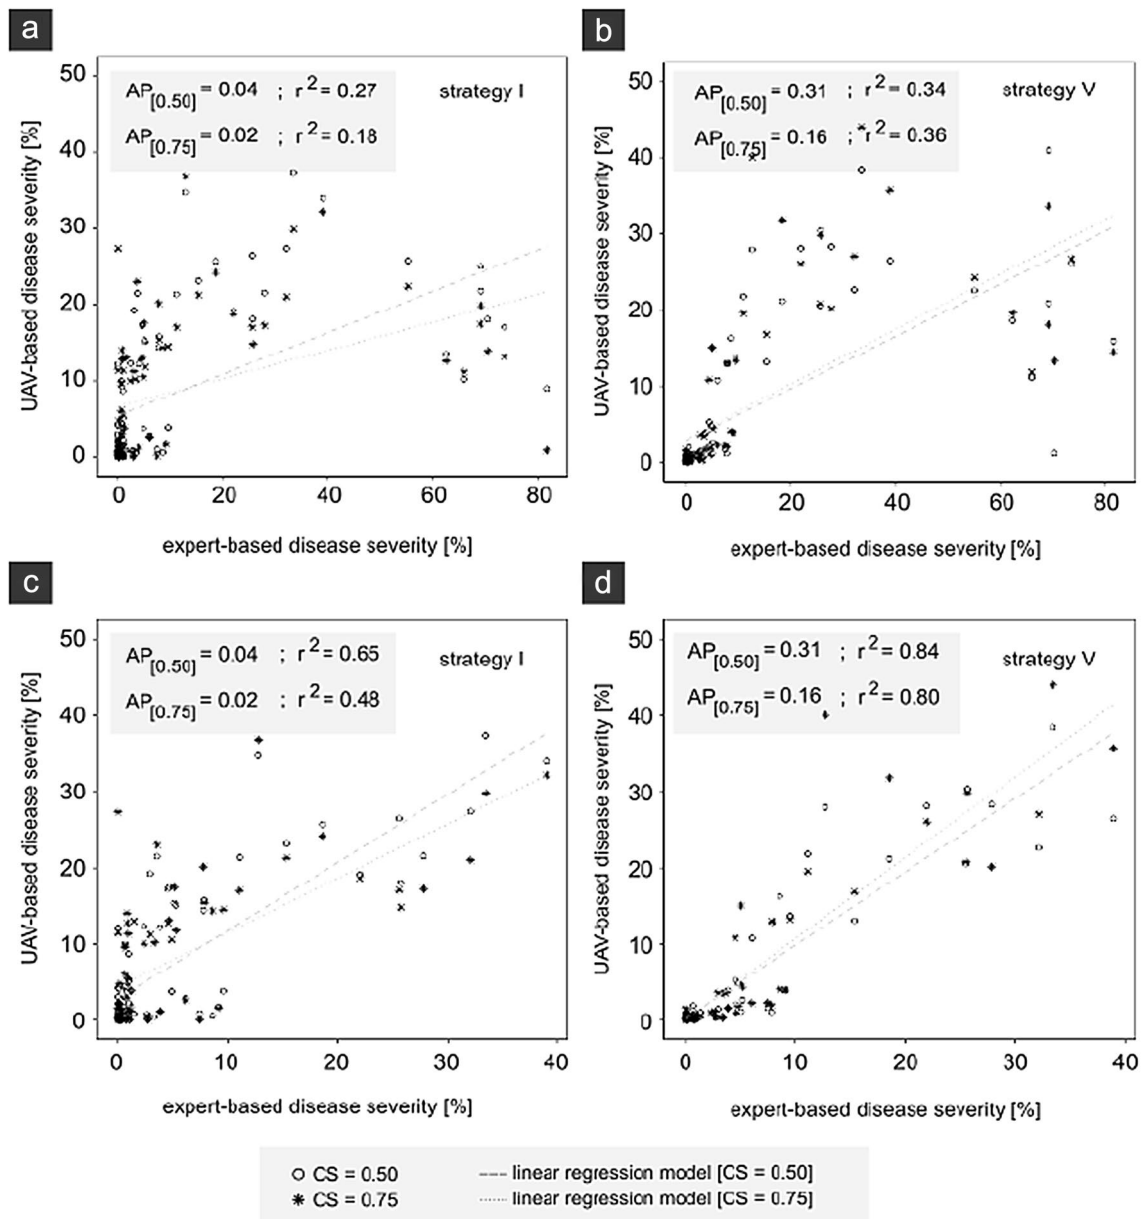 a
AP[0.50] = 0.04 ; r2 = 0.27
AP[0.75] = 0.02 ; r2 = 0.18
strategy I
UAV-based disease severity [%]
50
40
30
20
10
0
0 20 40 60 80
expert-based disease severity [%]
b
AP[0.50] = 0.31 ; r2 = 0.34
AP[0.75] = 0.16 ; r2 = 0.36
strategy V
UAV-based disease severity [%]
50
40
30
20
10
0
0 20 40 60 80
expert-based disease severity [%]
c
AP[0.50] = 0.04 ; r2 = 0.65
AP[0.75] = 0.02 ; r2 = 0.48
strategy I
UAV-based disease severity [%]
50
40
30
20
10
0
0 10 20 30 40
expert-based disease severity [%]
d
AP[0.50] = 0.31 ; r2 = 0.84
AP[0.75] = 0.16 ; r2 = 0.80
strategy V
UAV-based disease severity [%]
50
40
30
20
10
0
0 10 20 30 40
expert-based disease severity [%]
CS = 0.50 linear regression model [CS = 0.50]
CS = 0.75 linear regression model [CS = 0.75]